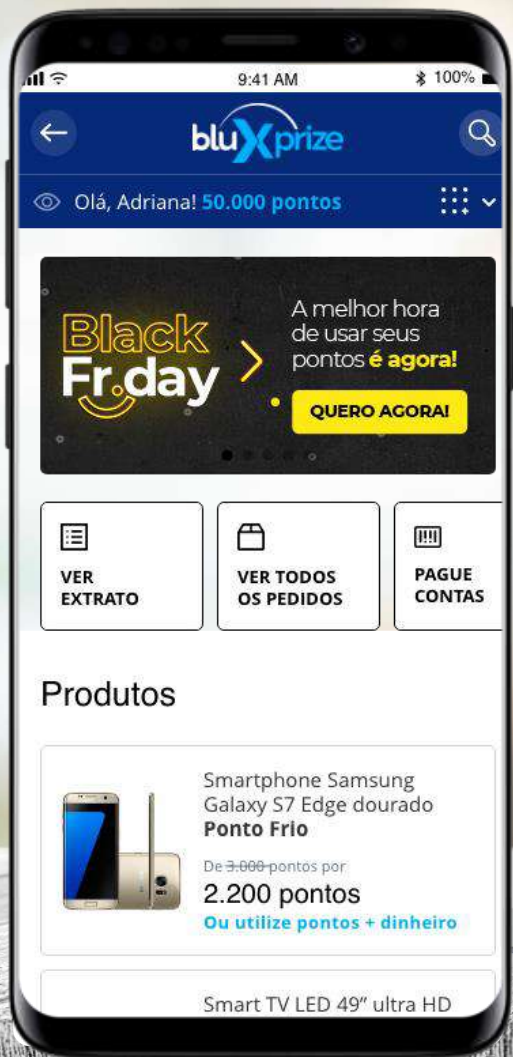 9:41 AM
100%
bluXprize
Olá, Adriana! 50.000 pontos
Black
Fr.day
A melhor hora
de usar seus
pontos é agora!
QUERO AGORA!
VER
EXTRATO
VER TODOS
OS PEDIDOS
PAGUE
CONTAS
Produtos
Smartphone Samsung
Galaxy S7 Edge dourado
Ponto Frio
De 3.000 pontos por
2.200 pontos
Ou utilize pontos + dinheiro
Smart TV LED 49" ultra HD